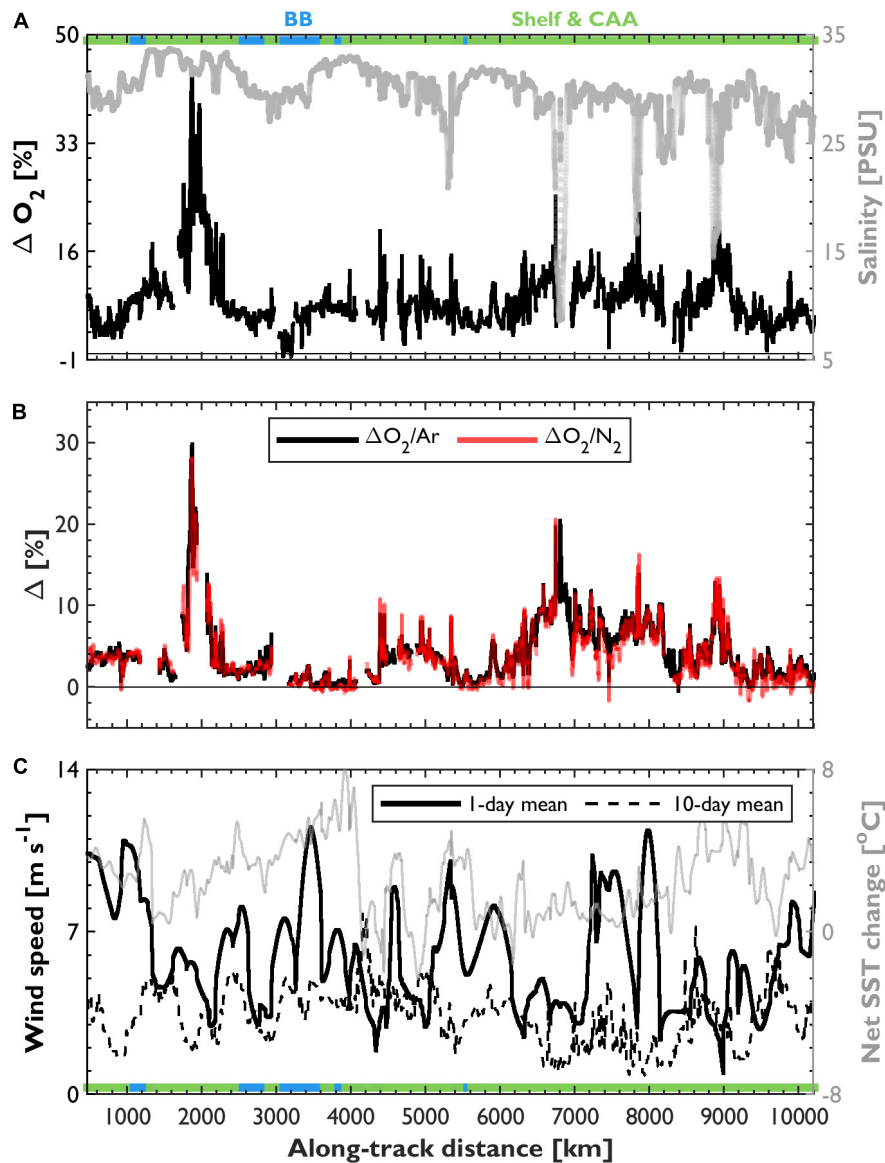 A
BB
Shelf & CAA
50
33
16
-1
Δ O2 [%]
35
25
15
5
Salinity [PSU]
B
30
20
10
0
Δ [%]
ΔO2/Ar
ΔO2/N2
C
14
7
0
Wind speed [m s-1]
1-day mean
10-day mean
8
0
-8
Net SST change [oC]
1000 2000 3000 4000 5000 6000 7000 8000 9000 10000
Along-track distance [km]